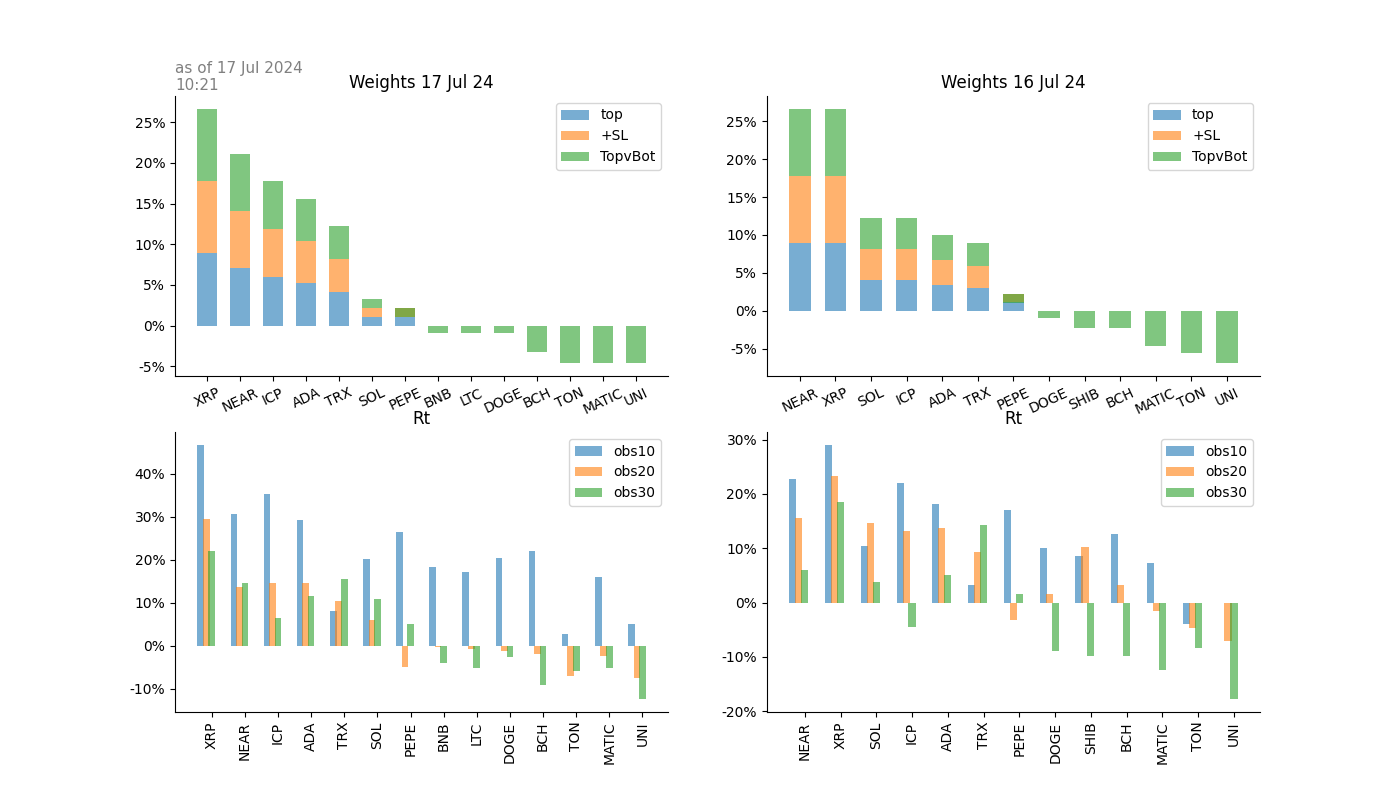 as of 17 Jul 2024
10:21
Weights 17 Jul 24
25%
20%
15%
10%
5%
0%
-5%
top
+SL
TopvBot
XRP NEAR ICP ADA TRX SOL PEPE BNB LTC DOGE BCH TON MATIC UNI
Weights 16 Jul 24
25%
20%
15%
10%
5%
0%
-5%
top
+SL
TopvBot
NEAR XRP SOL ICP ADA TRX PEPE DOGE SHIB BCH MATIC TON UNI
Rt
40%
30%
20%
10%
0%
-10%
obs10
obs20
obs30
XRP NEAR ICP ADA TRX SOL PEPE BNB LTC DOGE BCH TON MATIC UNI
Rt
30%
20%
10%
0%
-10%
-20%
obs10
obs20
obs30
NEAR XRP SOL ICP ADA TRX PEPE DOGE SHIB BCH MATIC TON UNI